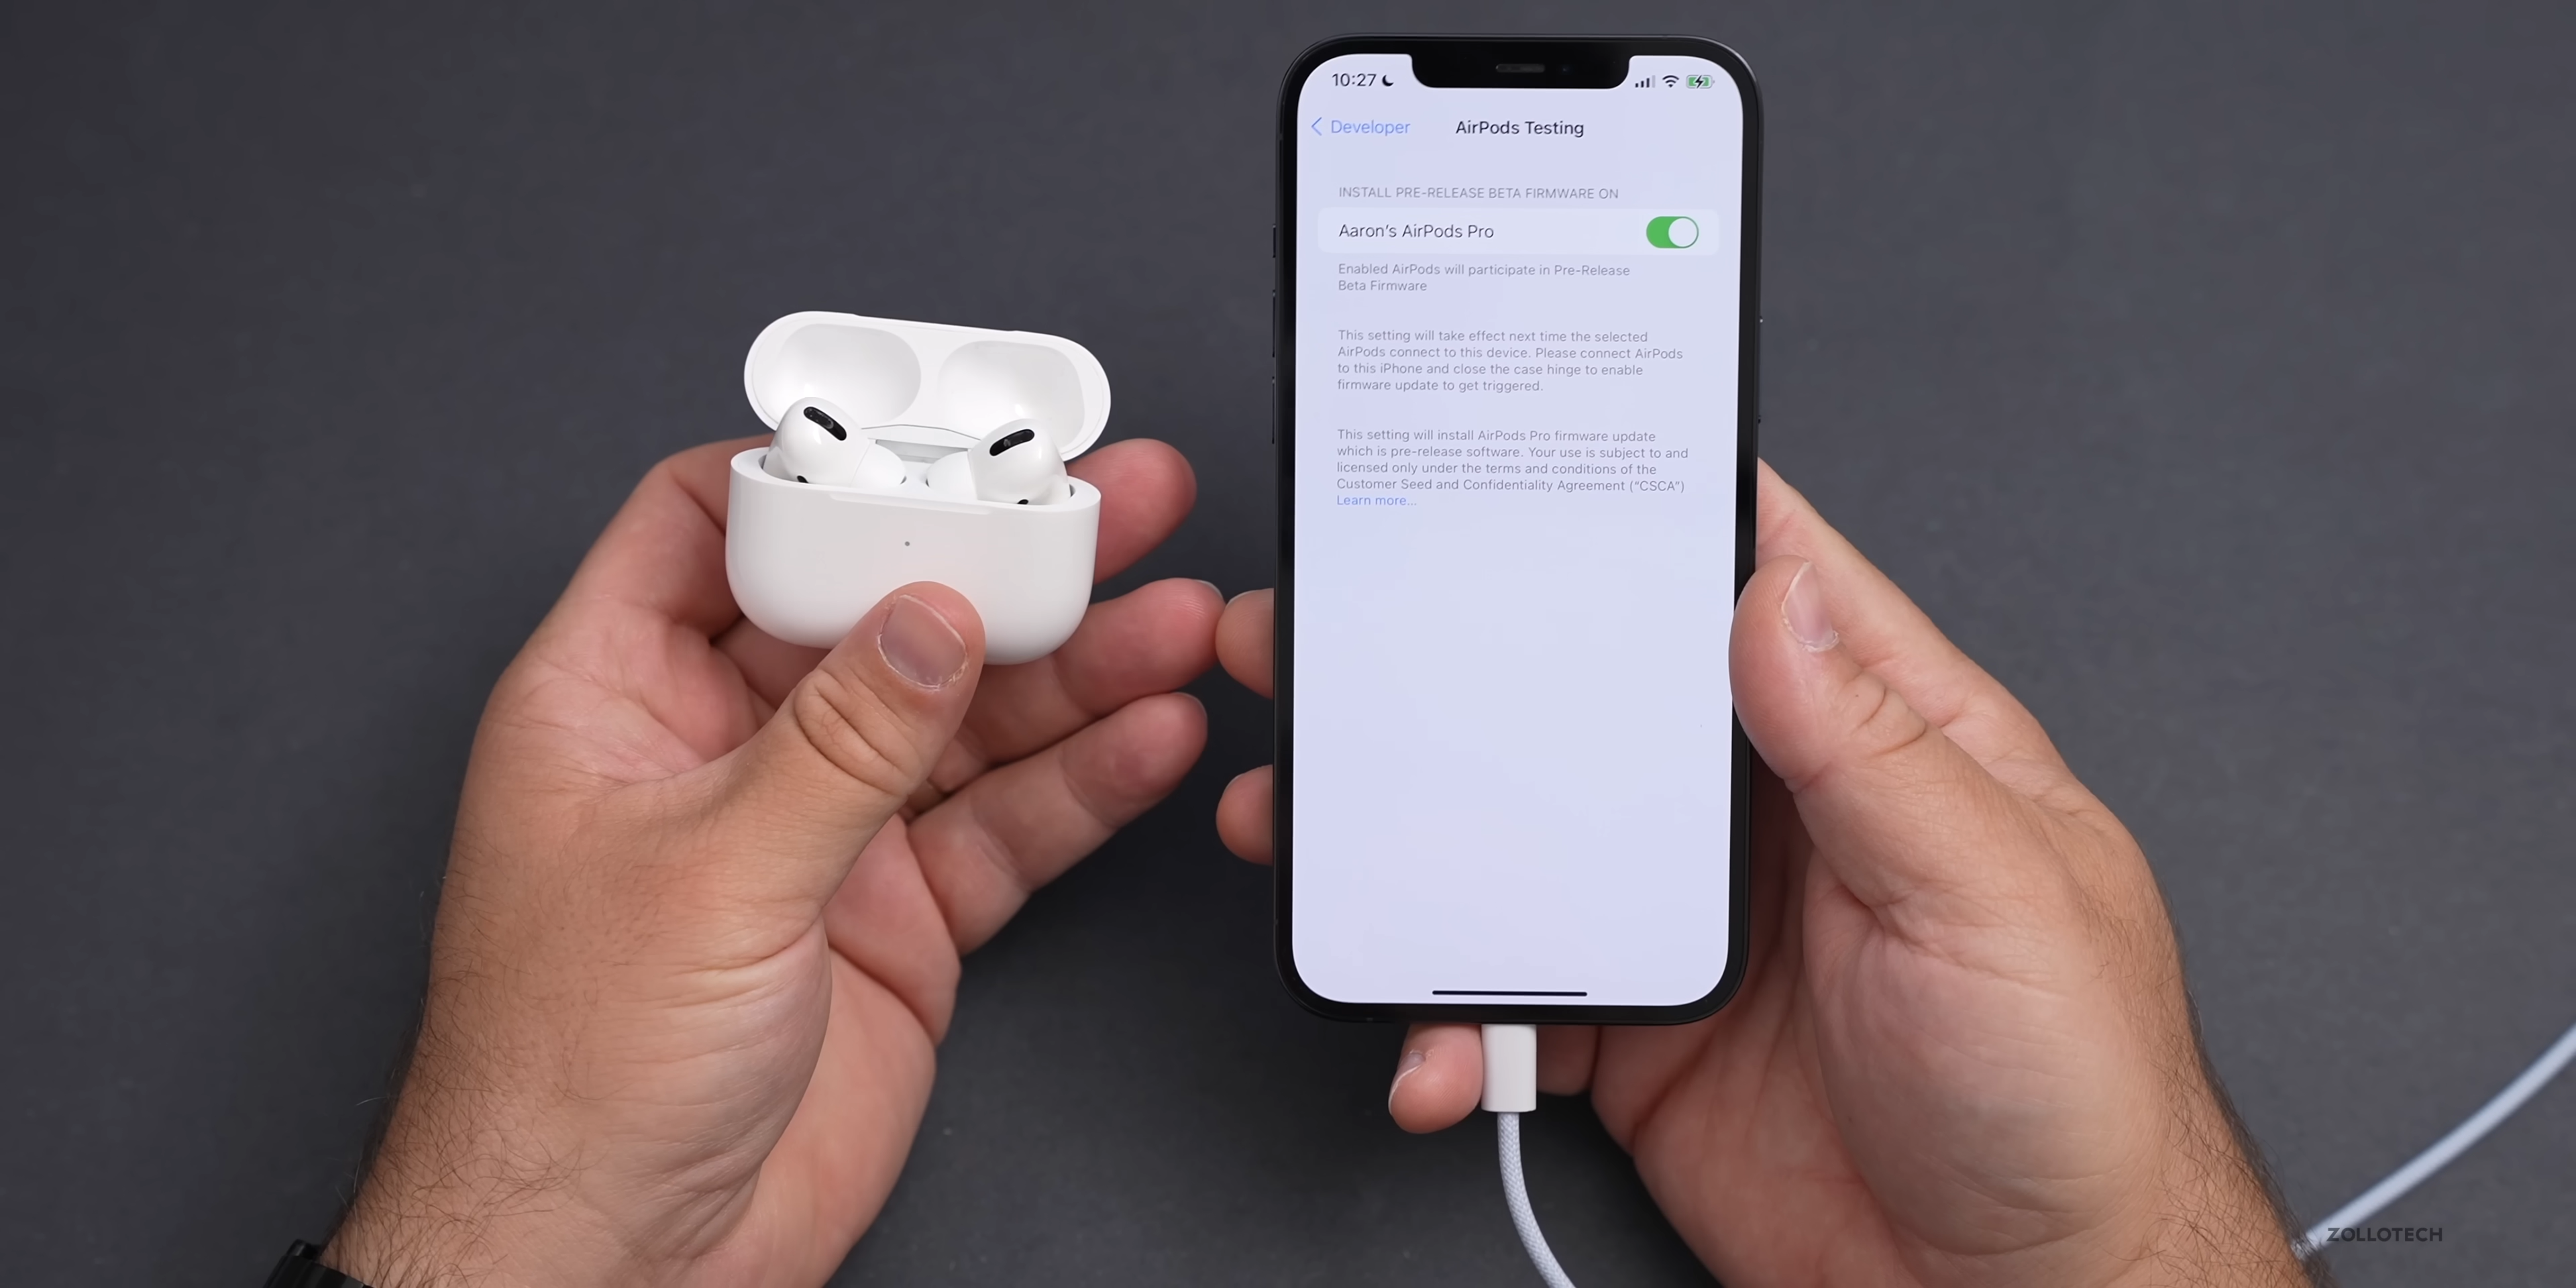 10:27
Developer
AirPods Testing
INSTALL PRE-RELEASE BETA FIRMWARE ON
Aaron's AirPods Pro
Enabled AirPods will participate in Pre-Release
Beta Firmware
This setting will take effect next time the selected
AirPods connect to this device. Please connect AirPods
to this iPhone and close the case hinge to enable
firmware update to get triggered.
This setting will install AirPods Pro firmware update
which is pre-release software. Your use is subject to and
licensed only under the terms and conditions of the
Customer Seed and Confidentiality Agreement ("CSCA")
Learn more...
ZOLLOTECH